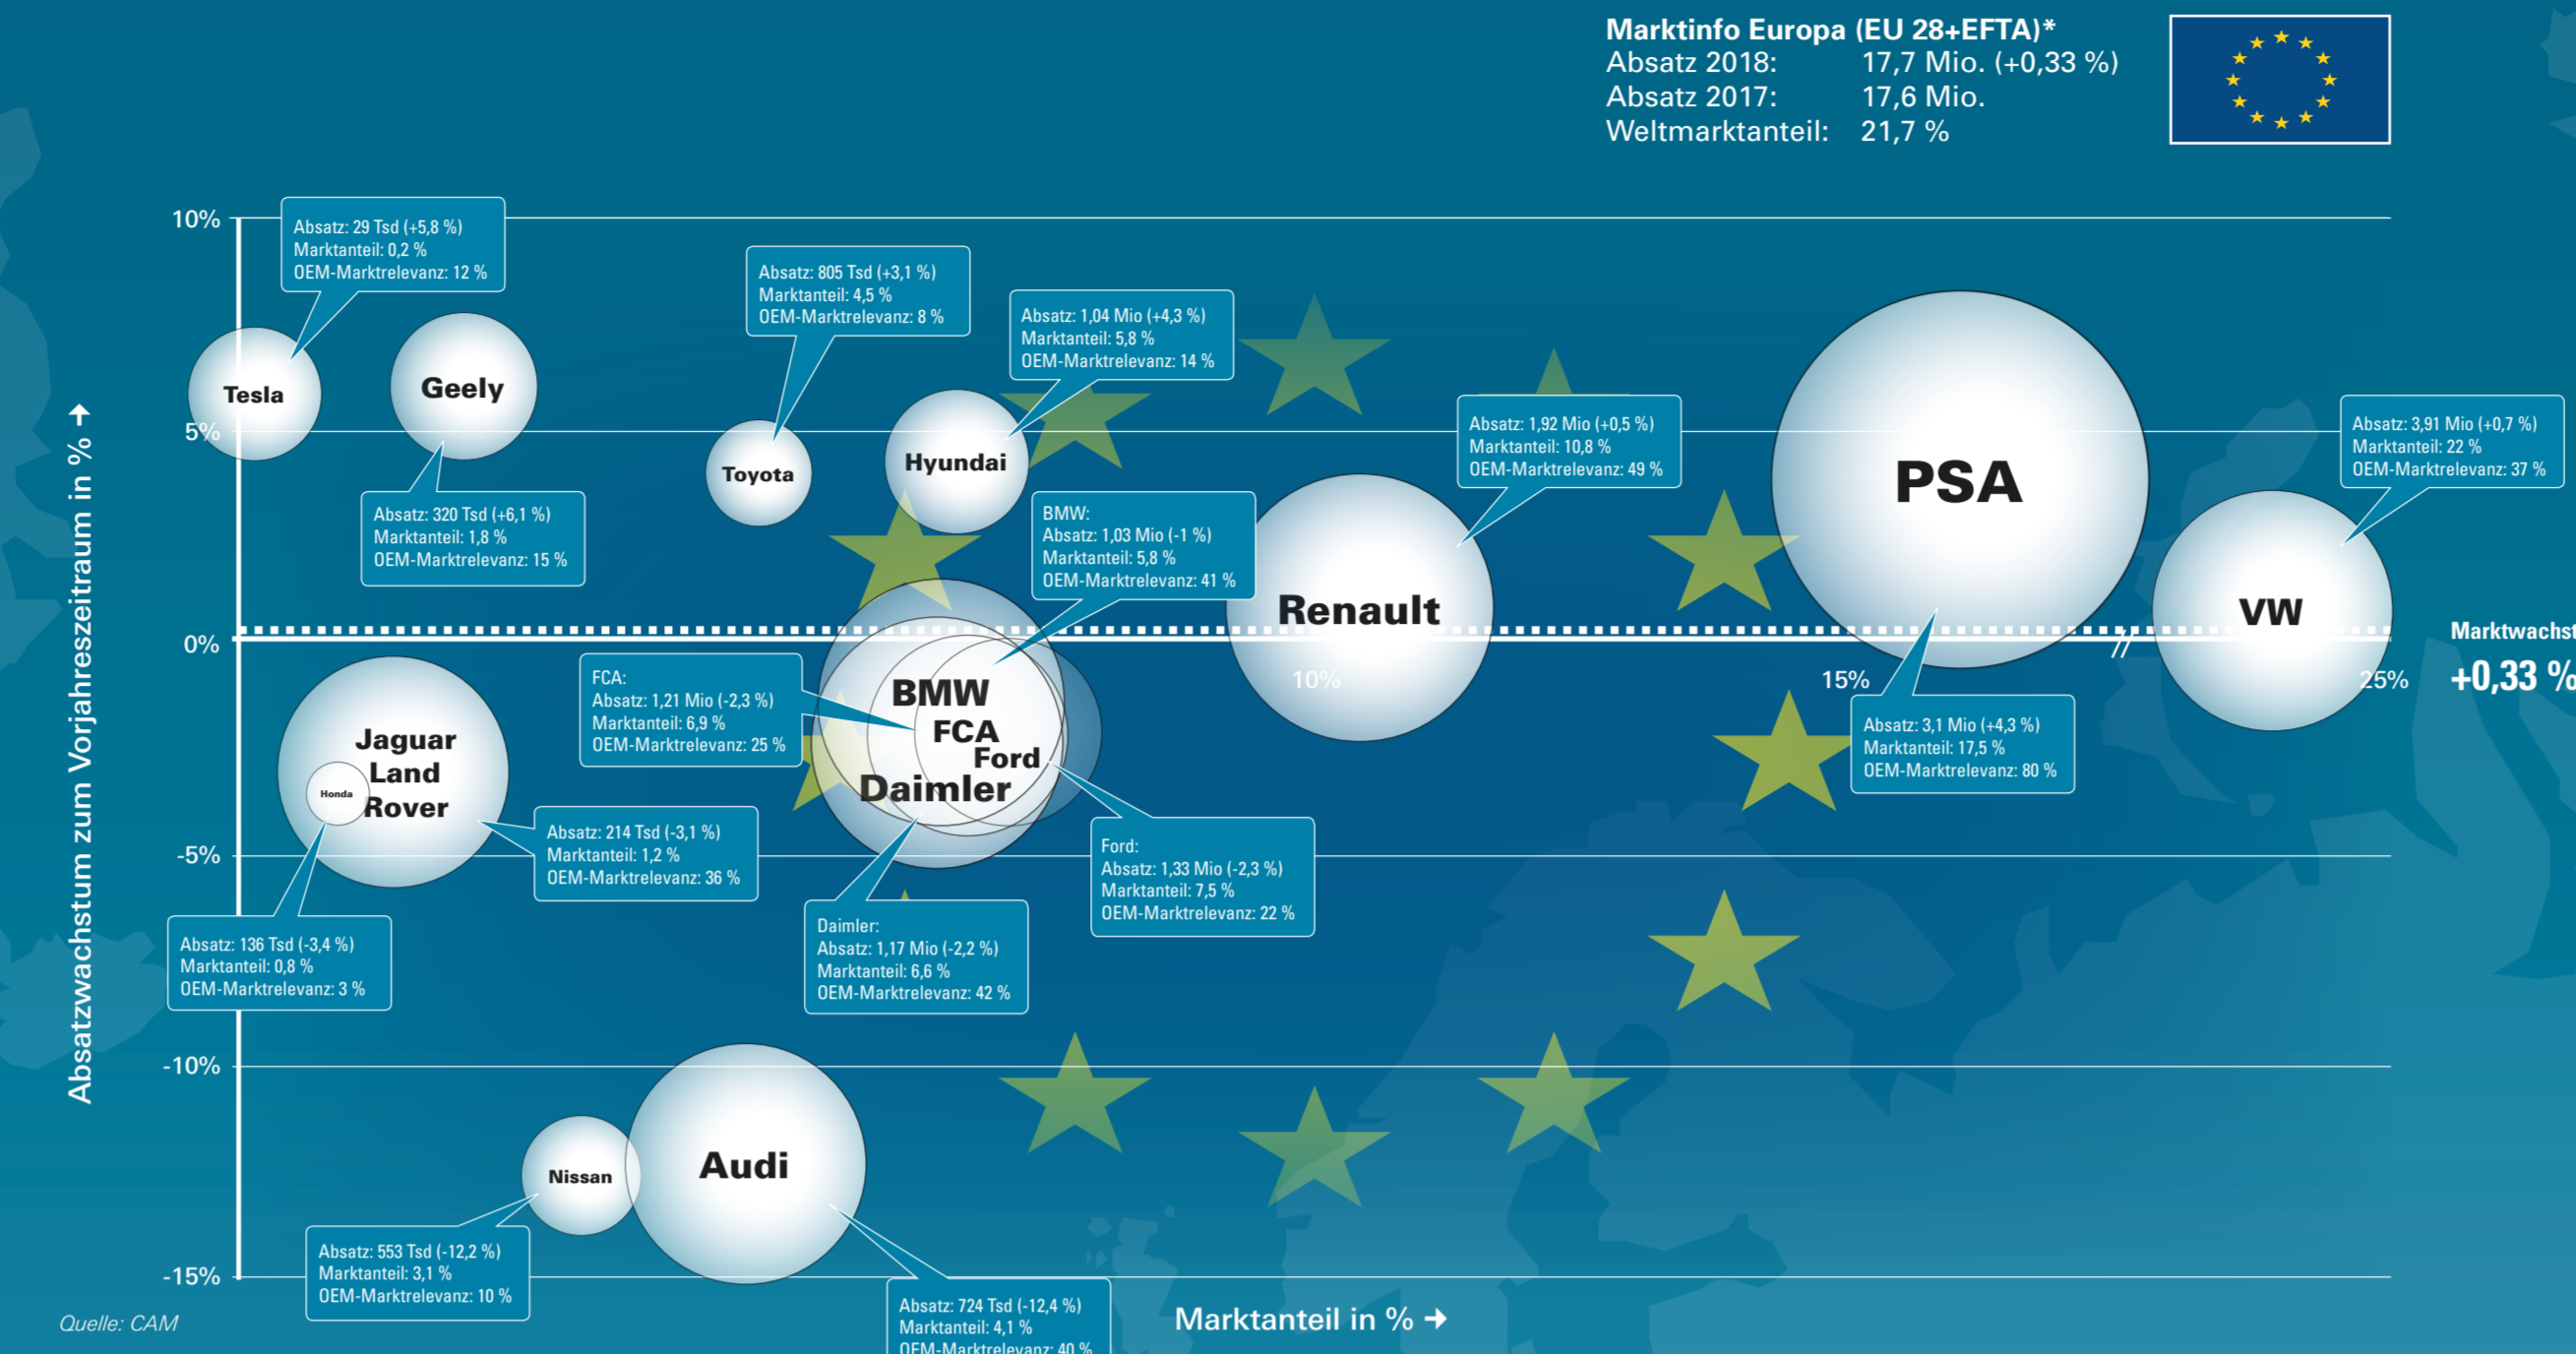 Marktinfo Europa (EU 28+EFTA)*
Absatz 2018: 17,7 Mio. (+0,33 %)
Absatz 2017: 17,6 Mio.
Weltmarktanteil: 21,7 %
Absatzwachstum zum Vorjahreszeitraum in % →
10%
5%
0%
-5%
-10%
-15%
Absatz: 29 Tsd (+5,8 %)
Marktanteil: 0,2 %
OEM-Marktrelevanz: 12 %
Tesla
Geely
Absatz: 320 Tsd (+6,1 %)
Marktanteil: 1,8 %
OEM-Marktrelevanz: 15 %
Absatz: 805 Tsd (+3,1 %)
Marktanteil: 4,5 %
OEM-Marktrelevanz: 8 %
Toyota
Absatz: 1,04 Mio (+4,3 %)
Marktanteil: 5,8 %
OEM-Marktrelevanz: 14 %
Hyundai
BMW:
Absatz: 1,03 Mio (-1 %)
Marktanteil: 5,8 %
OEM-Marktrelevanz: 41 %
Absatz: 1,92 Mio (+0,5 %)
Marktanteil: 10,8 %
OEM-Marktrelevanz: 49 %
Renault
PSA
Absatz: 3,91 Mio (+0,7 %)
Marktanteil: 22 %
OEM-Marktrelevanz: 37 %
VW
Marktwachst
+0,33 %
10%
15%
25%
FCA:
Absatz: 1,21 Mio (-2,3 %)
Marktanteil: 6,9 %
OEM-Marktrelevanz: 25 %
BMW
FCA
Ford
Daimler
Absatz: 3,1 Mio (+4,3 %)
Marktanteil: 17,5 %
OEM-Marktrelevanz: 80 %
Jaguar
Land
Rover
Honda
Absatz: 214 Tsd (-3,1 %)
Marktanteil: 1,2 %
OEM-Marktrelevanz: 36 %
Ford:
Absatz: 1,33 Mio (-2,3 %)
Marktanteil: 7,5 %
OEM-Marktrelevanz: 22 %
Absatz: 136 Tsd (-3,4 %)
Marktanteil: 0,8 %
OEM-Marktrelevanz: 3 %
Daimler:
Absatz: 1,17 Mio (-2,2 %)
Marktanteil: 6,6 %
OEM-Marktrelevanz: 42 %
Nissan
Audi
Absatz: 553 Tsd (-12,2 %)
Marktanteil: 3,1 %
OEM-Marktrelevanz: 10 %
Absatz: 724 Tsd (-12,4 %)
Marktanteil: 4,1 %
OEM-Marktrelevanz: 40 %
Marktanteil in % →
Quelle: CAM